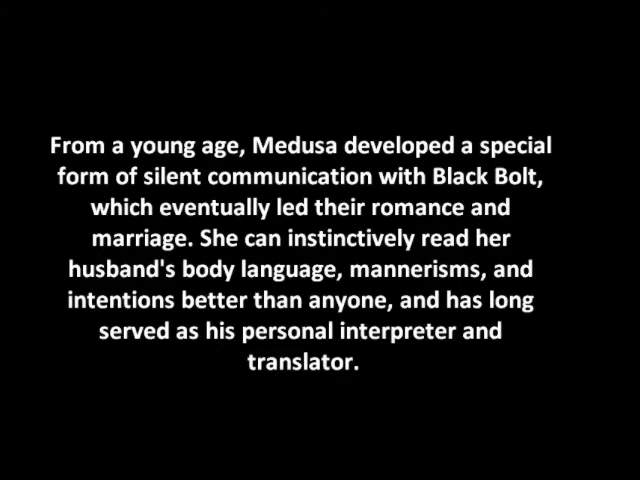 From a young age, Medusa developed a special
form of silent communication with Black Bolt,
which eventually led their romance and
marriage. She can instinctively read her
husband's body language, mannerisms, and
intentions better than anyone, and has long
served as his personal interpreter and
translator.